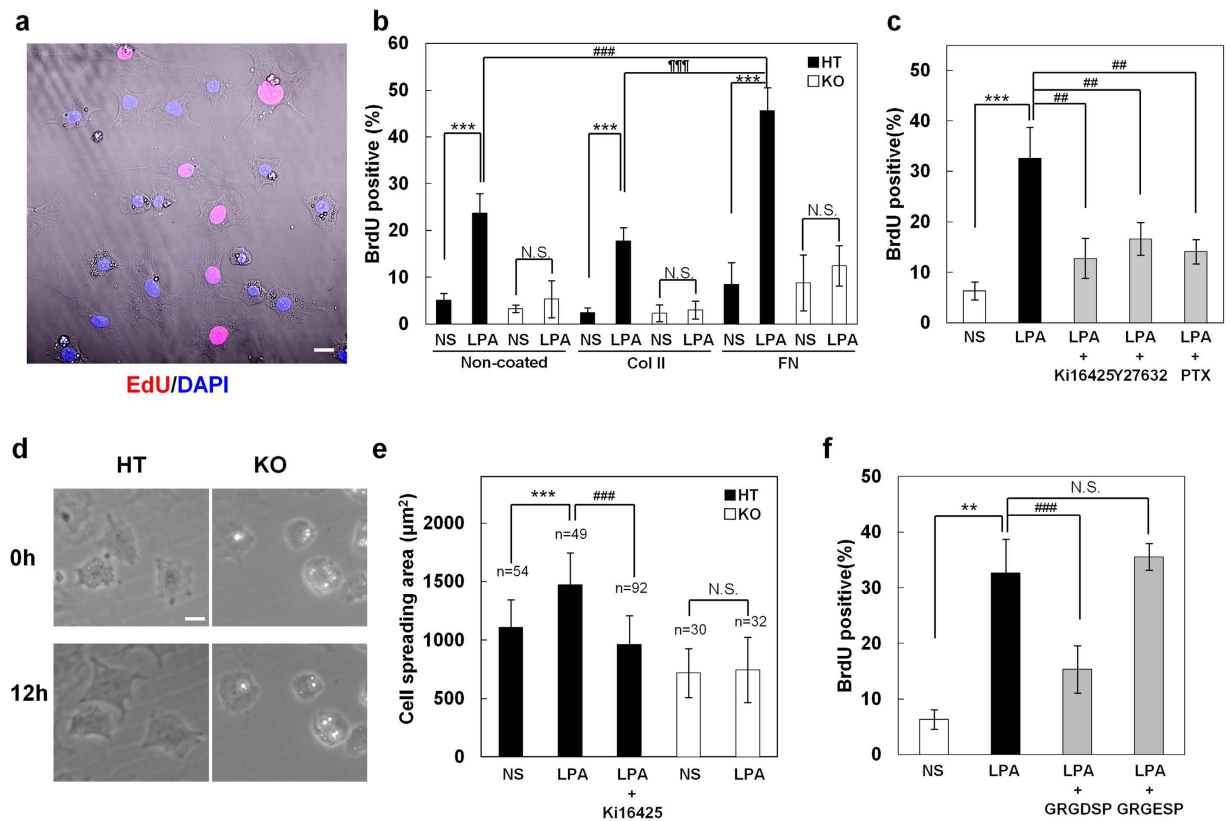 a
EdU/DAPI
b
BrdU positive (%)
60
50
40
30
20
10
0
###
¶¶¶
***
***
***
N.S.
N.S.
N.S.
HT
KO
NS LPA NS LPA NS LPA NS LPA NS LPA NS LPA
Non-coated Col II FN
c
BrdU positive(%)
50
40
30
20
10
0
***
##
##
##
NS LPA LPA LPA LPA
+ + +
Ki16425 Y27632 PTX
d
HT KO
0h
12h
e
Cell spreading area (μm²)
2000
1500
1000
500
0
*** ###
n=54
n=49
n=92
N.S.
n=30
n=32
HT
KO
NS LPA LPA NS LPA
+
Ki16425
f
BrdU positive(%)
50
40
30
20
10
0
N.S.
** ###
NS LPA LPA LPA
+ +
GRGDSP GRGESP